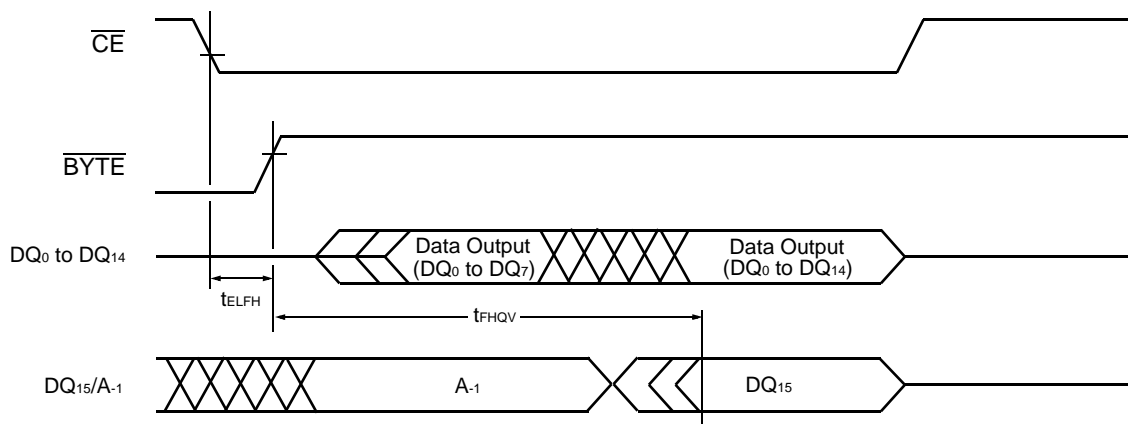 CE
BYTE
DQ0 to DQ14
Data Output
(DQ0 to DQ7)
Data Output
(DQ0 to DQ14)
tELFH
tFHQV
DQ15/A-1
A-1
DQ15